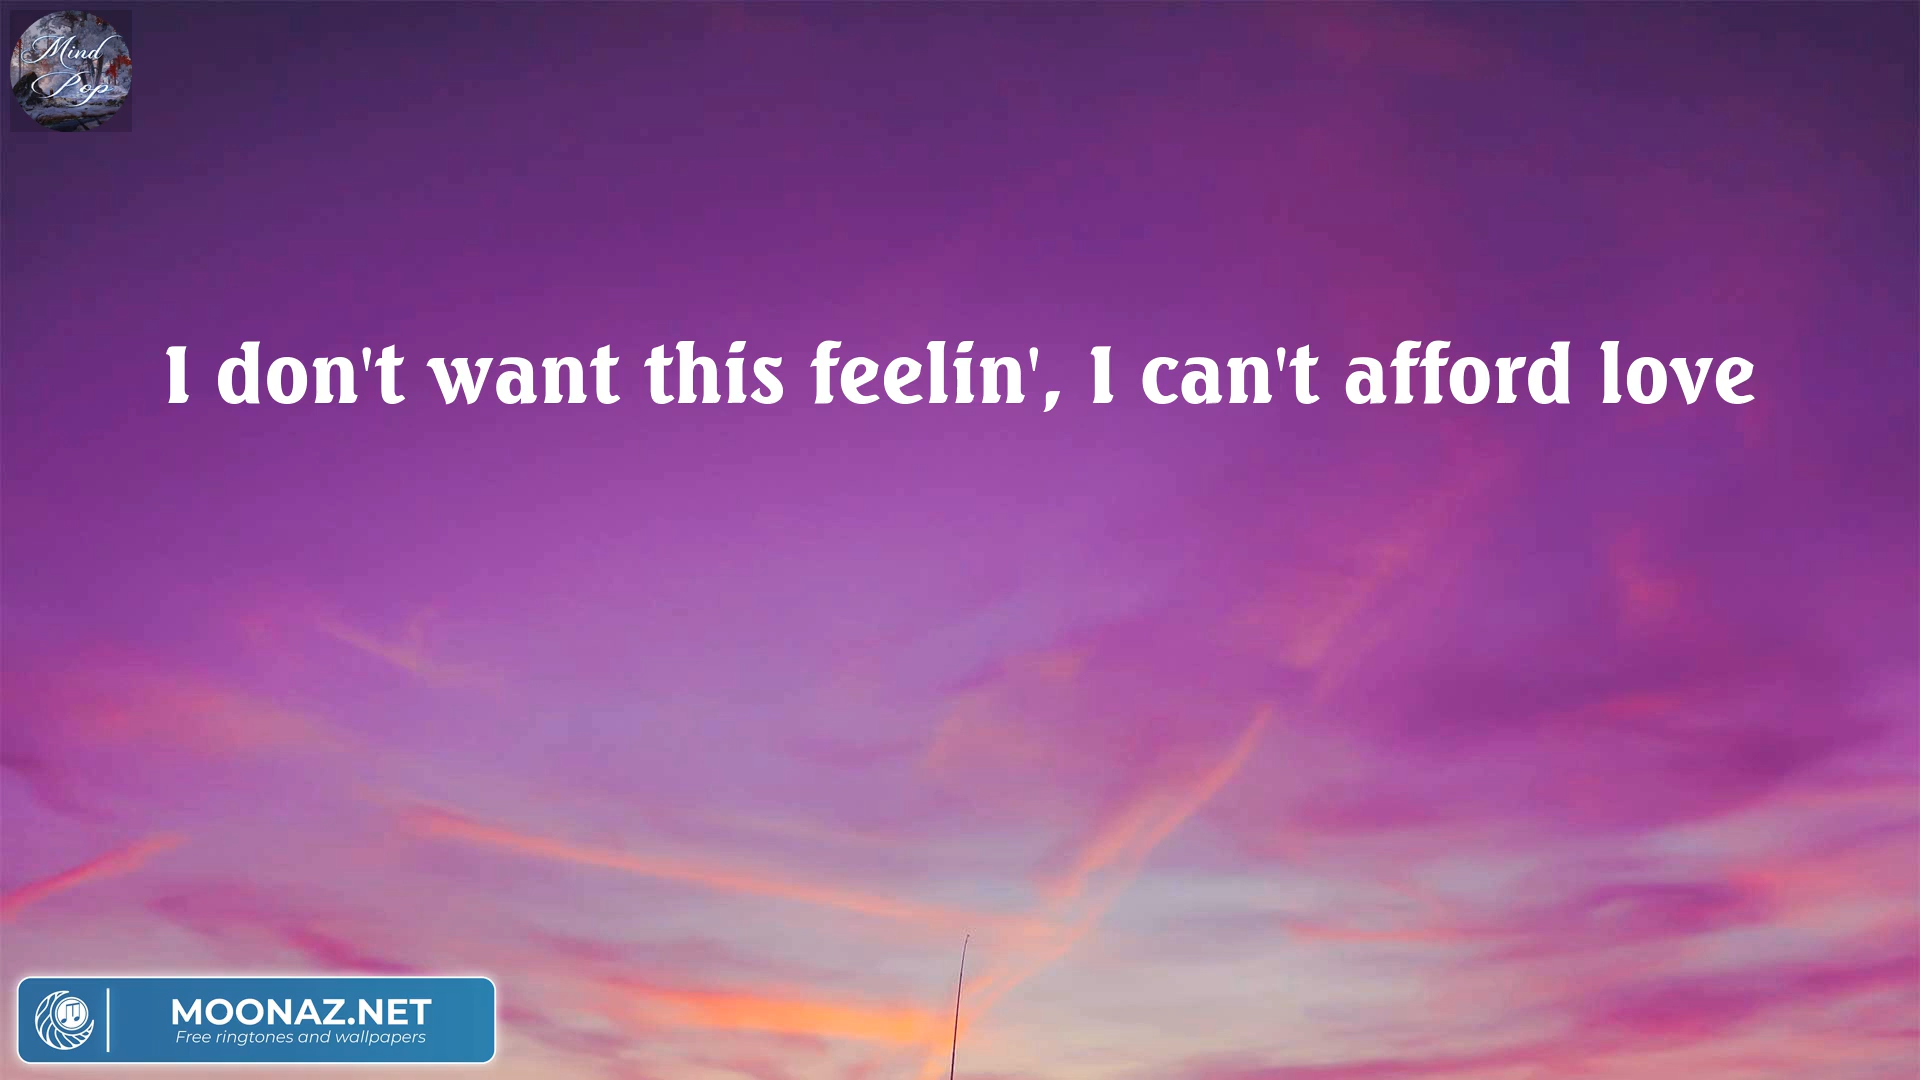 Mind
Pop
I don't want this feelin', I can't afford love
MOONAZ.NET
Free ringtones and wallpapers